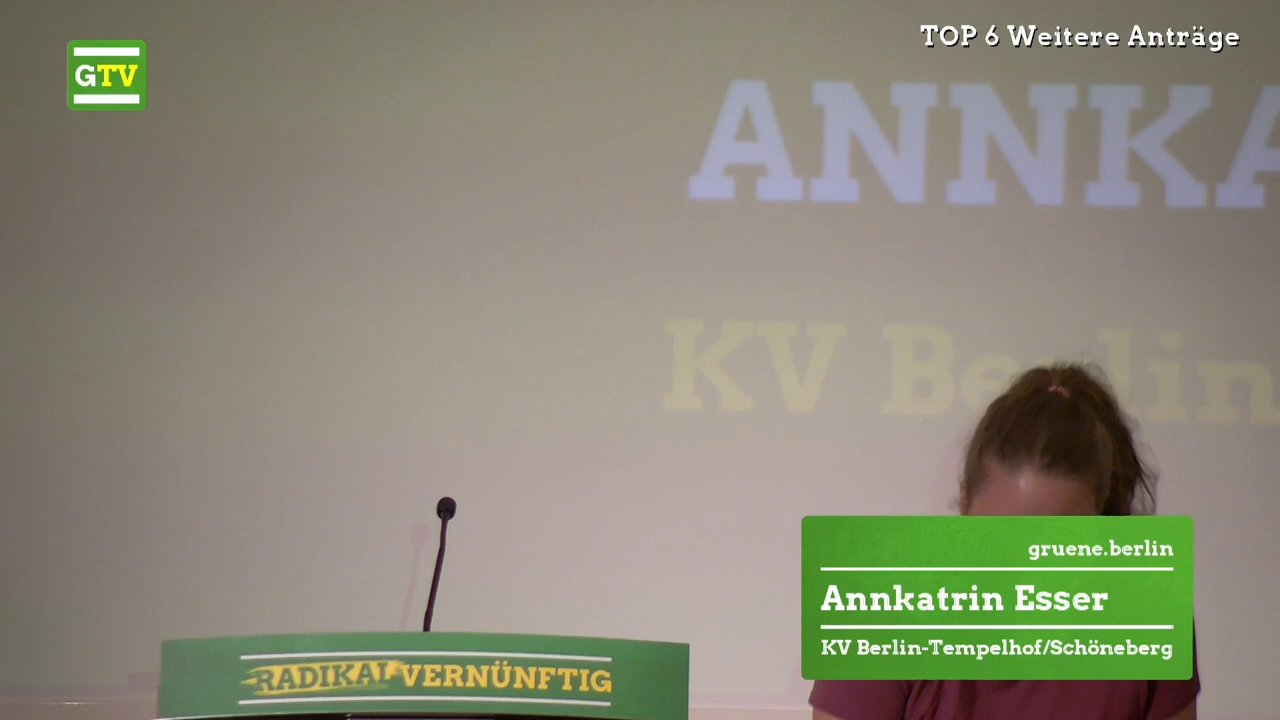 TOP 6 Weitere Anträge
GTV
ANNKA
KV Berlin
gruene.berlin
Annkatrin Esser
KV Berlin-Tempelhof/Schöneberg
RADIKAL VERNÜNFTIG